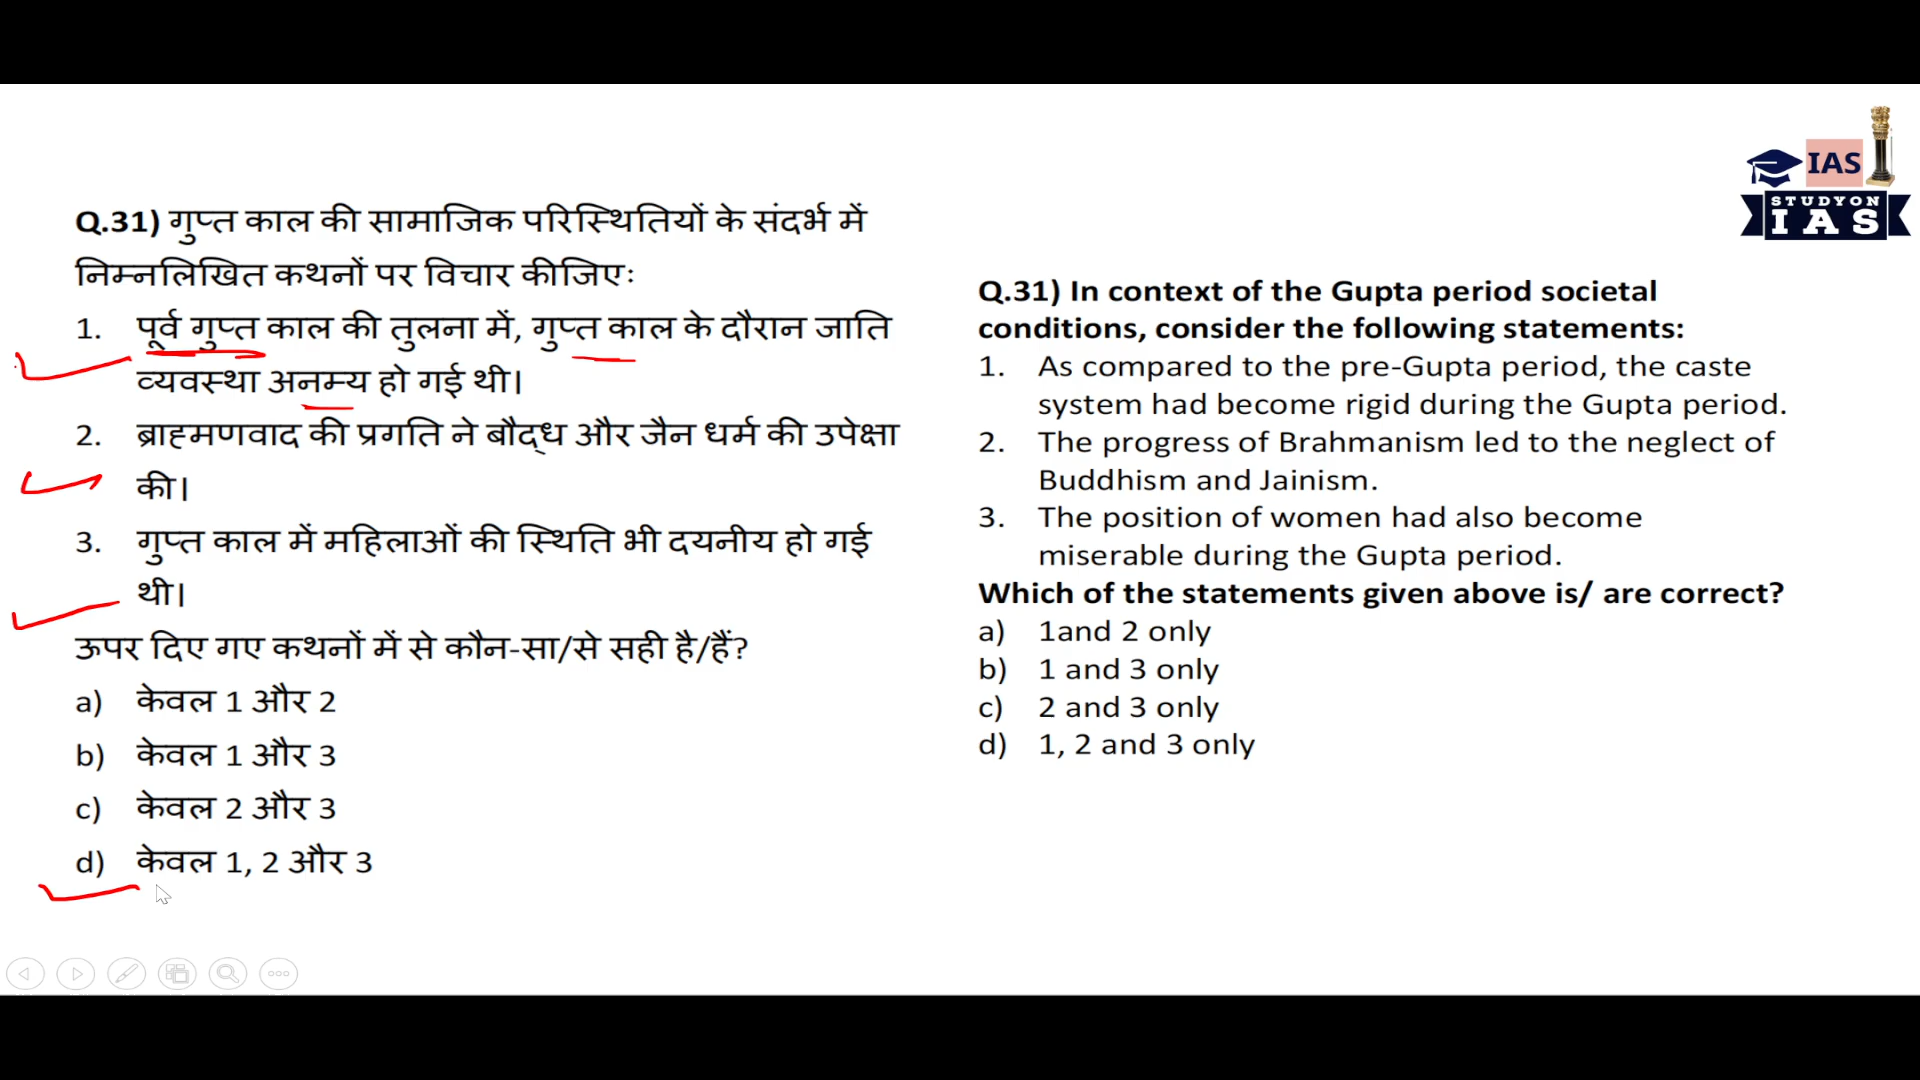 IAS
STUDYON
IAS
Q.31) गुप्त काल की सामाजिक परिस्थितियों के संदर्भ में
निम्नलिखित कथनों पर विचार कीजिएः
1. पूर्व गुप्त काल की तुलना में, गुप्त काल के दौरान जाति
व्यवस्था अनम्य हो गई थी।
2. ब्राह्मणवाद की प्रगति ने बौद्ध और जैन धर्म की उपेक्षा
की।
3. गुप्त काल में महिलाओं की स्थिति भी दयनीय हो गई
थी।
ऊपर दिए गए कथनों में से कौन-सा/से सही है/हैं?
a) केवल 1 और 2
b) केवल 1 और 3
c) केवल 2 और 3
d) केवल 1, 2 और 3
Q.31) In context of the Gupta period societal
conditions, consider the following statements:
1. As compared to the pre-Gupta period, the caste
system had become rigid during the Gupta period.
2. The progress of Brahmanism led to the neglect of
Buddhism and Jainism.
3. The position of women had also become
miserable during the Gupta period.
Which of the statements given above is/ are correct?
a) 1and 2 only
b) 1 and 3 only
c) 2 and 3 only
d) 1, 2 and 3 only